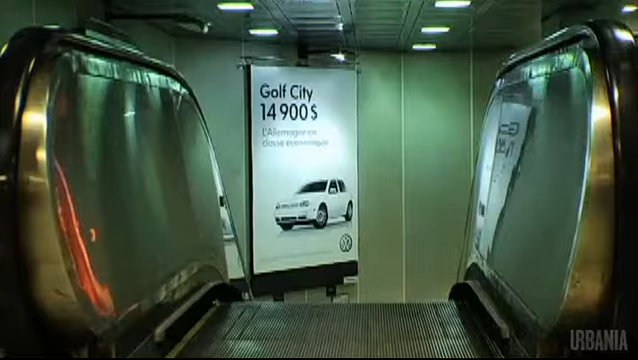 Golf City
14 900 $
L'Allemagne en
classe économique.
URBANIA